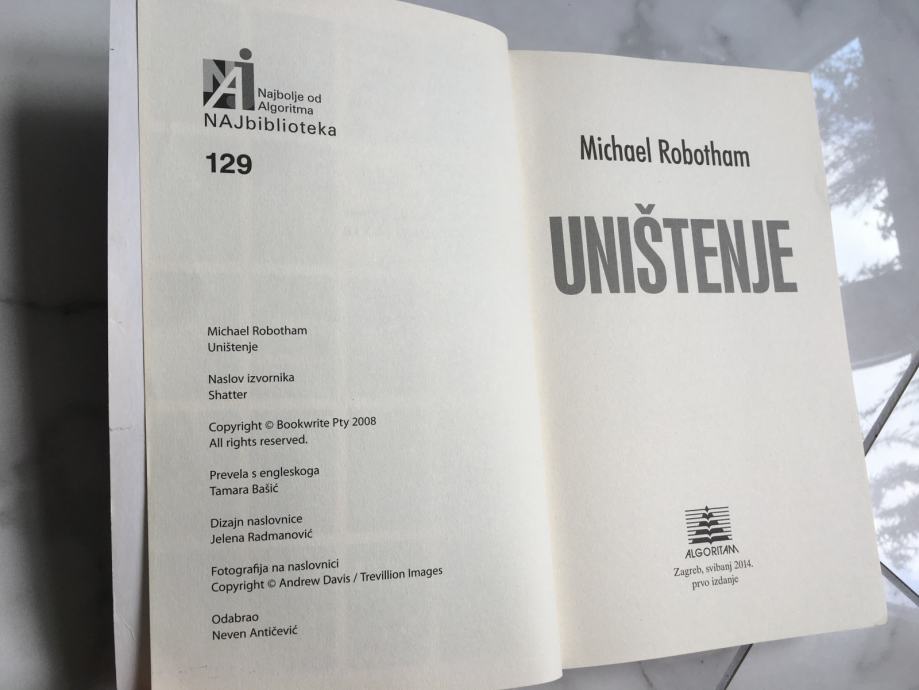 NAJ
Najbolje od
Algoritma
NAJbiblioteka
129
Michael Robotham
Uništenje
Naslov izvornika
Shatter
Copyright © Bookwrite Pty 2008
All rights reserved.
Prevela s engleskoga
Tamara Bašić
Dizajn naslovnice
Jelena Radmanović
Fotografija na naslovnici
Copyright © Andrew Davis / Trevillion Images
Odabrao
Neven Antičević
Michael Robotham
UNIŠTENJE
ALGORITAM
Zagreb, svibanj 2014.
prvo izdanje